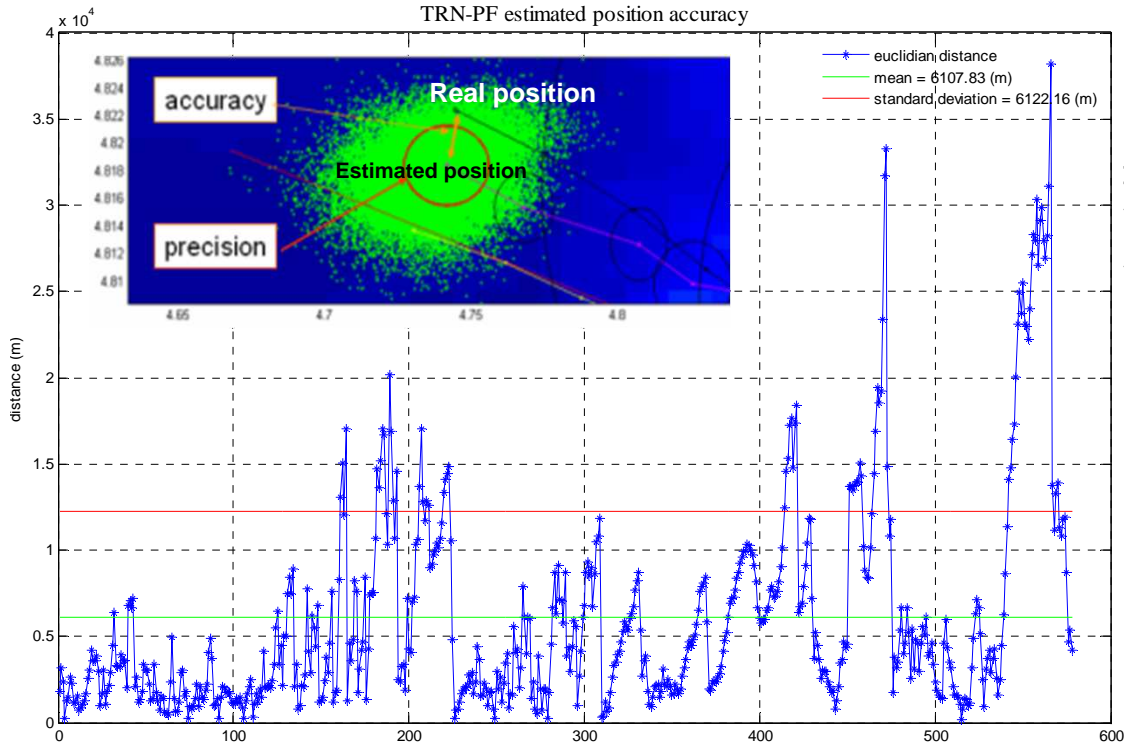 TRN-PF estimated position accuracy
x 10⁴
4
3.5
3
2.5
2
1.5
1
0.5
0
distance (m)
0 100 200 300 400 500 600
euclidian distance
mean = 6107.83 (m)
standard deviation = 6122.16 (m)
4.826
4.824
4.822
4.82
4.818
4.816
4.814
4.812
4.81
4.65 4.7 4.75 4.8
accuracy
Real position
Estimated position
precision